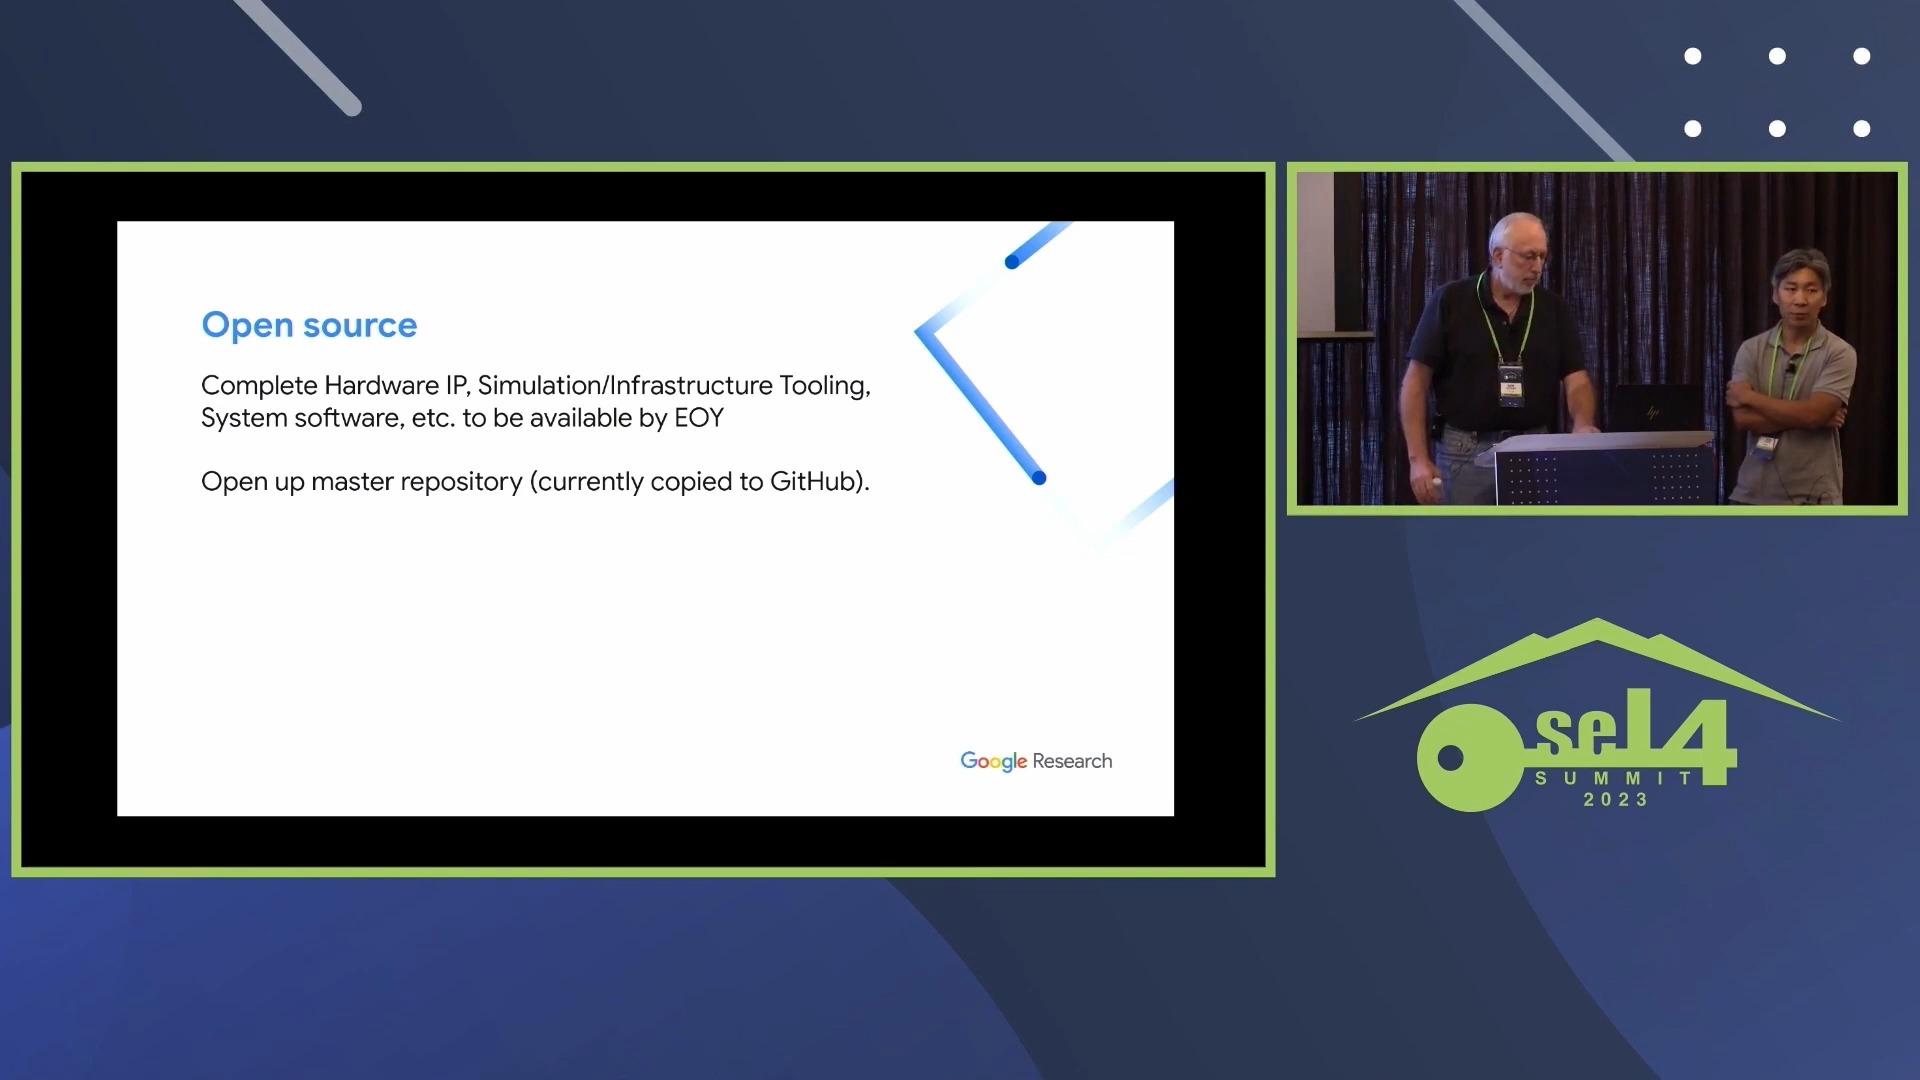 Open source
Complete Hardware IP, Simulation/Infrastructure Tooling,
System software, etc. to be available by EOY
Open up master repository (currently copied to GitHub).
Google Research
hp
seL4
SUMMIT
2023